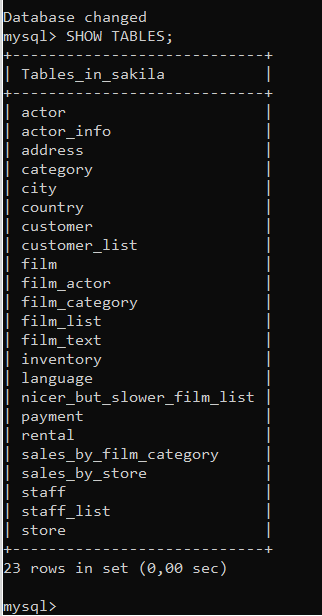 Database changed
mysql> SHOW TABLES;
+----------------------------+
| Tables_in_sakila           |
+----------------------------+
| actor                      |
| actor_info                 |
| address                    |
| category                   |
| city                       |
| country                    |
| customer                   |
| customer_list              |
| film                       |
| film_actor                 |
| film_category              |
| film_list                  |
| film_text                  |
| inventory                  |
| language                   |
| nicer_but_slower_film_list |
| payment                    |
| rental                     |
| sales_by_film_category     |
| sales_by_store             |
| staff                      |
| staff_list                 |
| store                      |
+----------------------------+
23 rows in set (0,00 sec)
mysql>